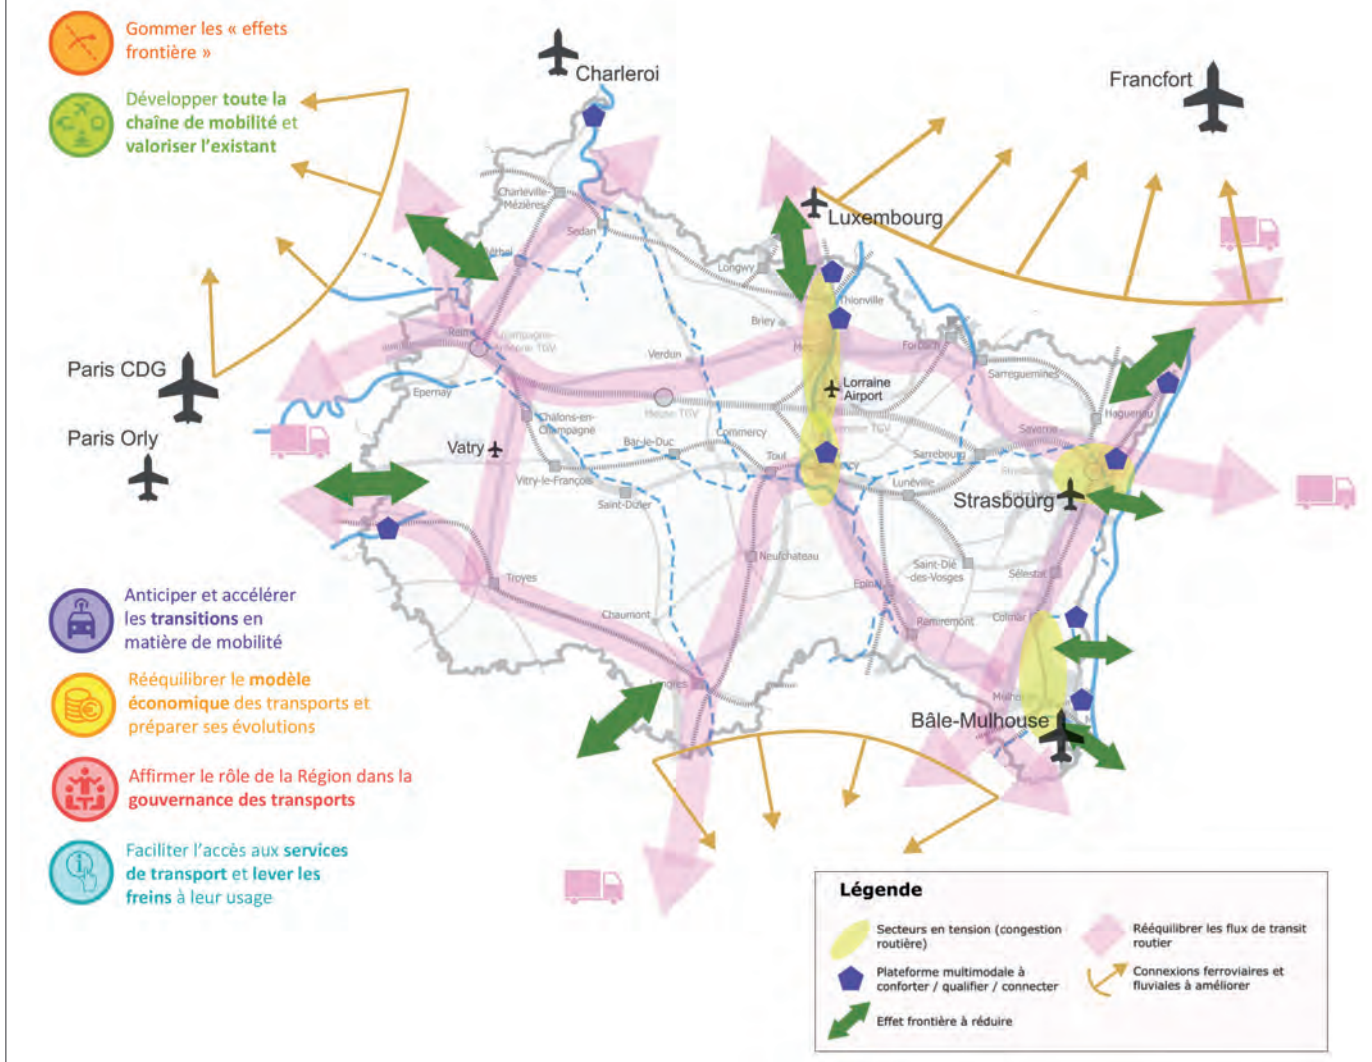 Gommer les « effets
frontière »
Développer toute la
chaîne de mobilité et
valoriser l'existant
Charleroi
Francfort
Luxembourg
Paris CDG
Paris Orly
Vatry
Lorraine
Airport
Strasbourg
Bâle-Mulhouse
Charleville-
Mézières
Sedan
Longwy
Thionville
Briey
Verdun
Forbach
Sarreguemines
Haguenau
Saverne
Epernay
Châlons-en-
Champagne
Meuse TGV
Bar-le-Duc
Commercy
Toul
Sarrebourg
Vitry-le-François
Saint-Dizier
Lunéville
Neufchateau
Saint-Dié
-des-Vosges
Sélestat
Troyes
Chaumont
Epinal
Remiremont
Colmar
Langres
Anticiper et accélérer
les transitions en
matière de mobilité
Rééquilibrer le modèle
économique des transports et
préparer ses évolutions
Affirmer le rôle de la Région dans la
gouvernance des transports
Faciliter l'accès aux services
de transport et lever les
freins à leur usage
Légende
Secteurs en tension (congestion
routière)
Plateforme multimodale à
conforter / qualifier / connecter
Effet frontière à réduire
Rééquilibrer les flux de transit
routier
Connexions ferroviaires et
fluviales à améliorer